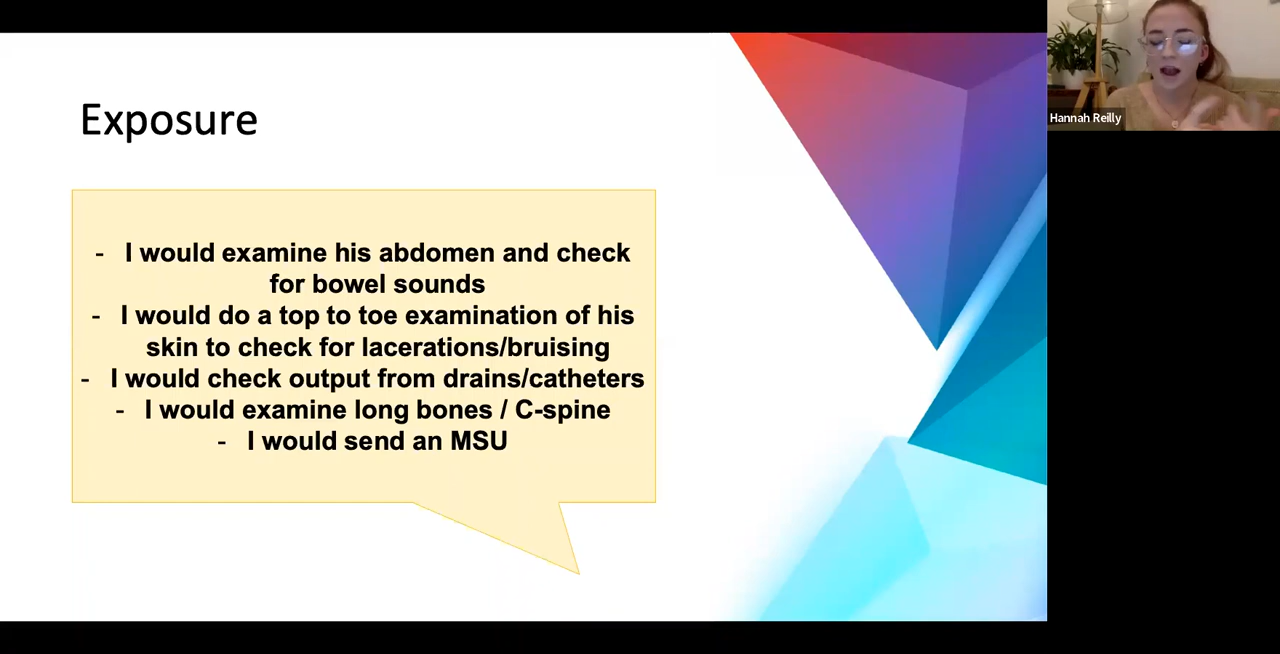 Exposure
- I would examine his abdomen and check
for bowel sounds
- I would do a top to toe examination of his
skin to check for lacerations/bruising
- I would check output from drains/catheters
- I would examine long bones / C-spine
- I would send an MSU
Hannah Reilly